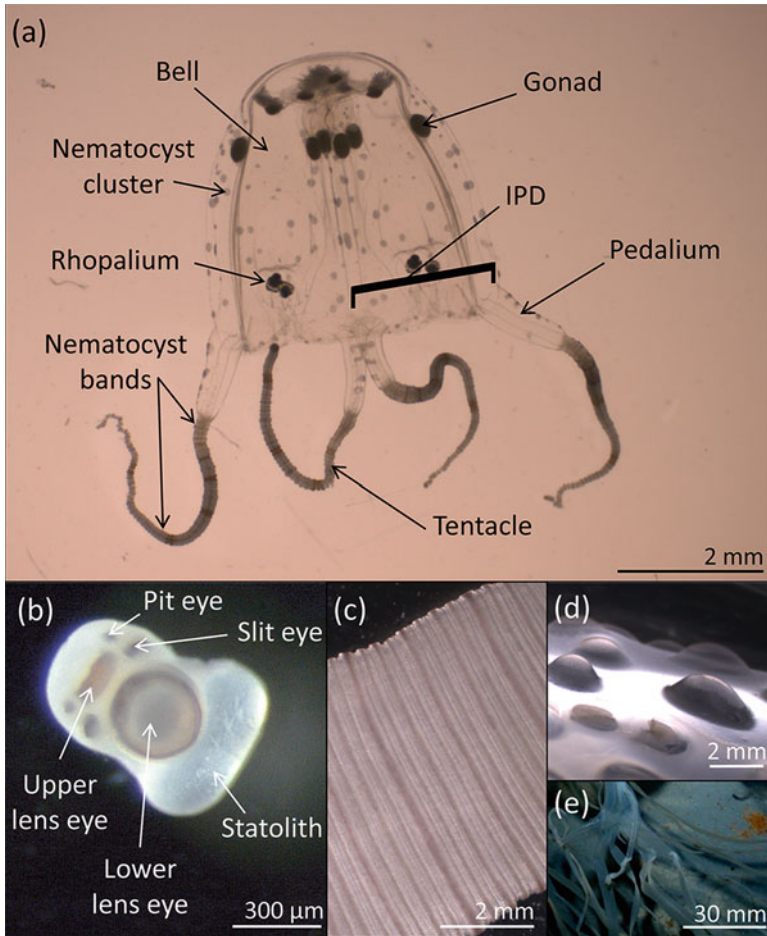 (a)
Bell
Gonad
Nematocyst
cluster
IPD
Rhopalium
Pedalium
Nematocyst
bands
Tentacle
2 mm
(b)
Pit eye
Slit eye
Upper
lens eye
Statolith
Lower
lens eye
300 µm
(c)
2 mm
(d)
2 mm
(e)
30 mm